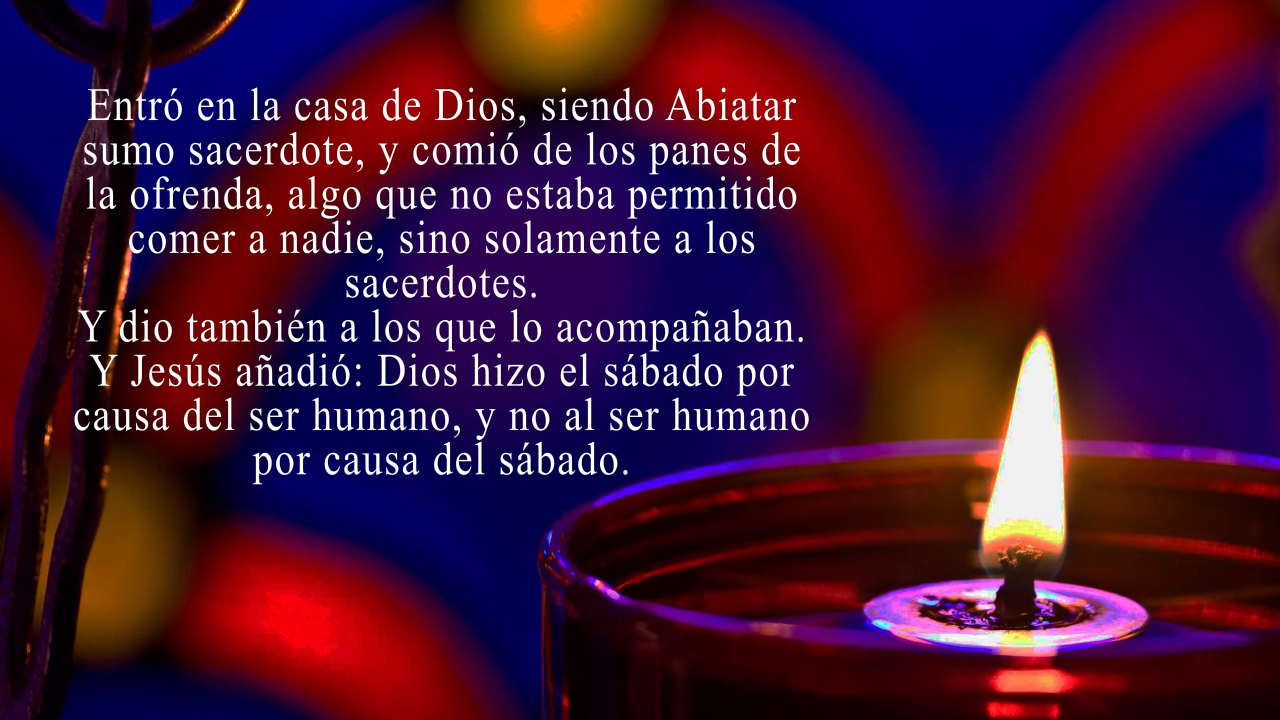 Entró en la casa de Dios, siendo Abiatar
sumo sacerdote, y comió de los panes de
la ofrenda, algo que no estaba permitido
comer a nadie, sino solamente a los
sacerdotes.
Y dio también a los que lo acompañaban.
Y Jesús añadió: Dios hizo el sábado por
causa del ser humano, y no al ser humano
por causa del sábado.